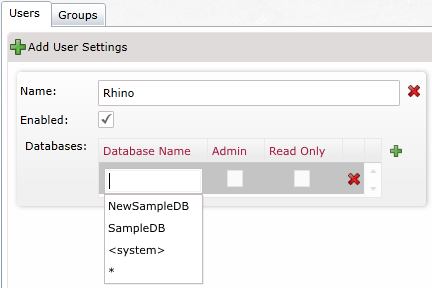 Users Groups
Add User Settings
Name: Rhino
Enabled:
Databases: Database Name Admin Read Only
NewSampleDB
SampleDB
<system>
*